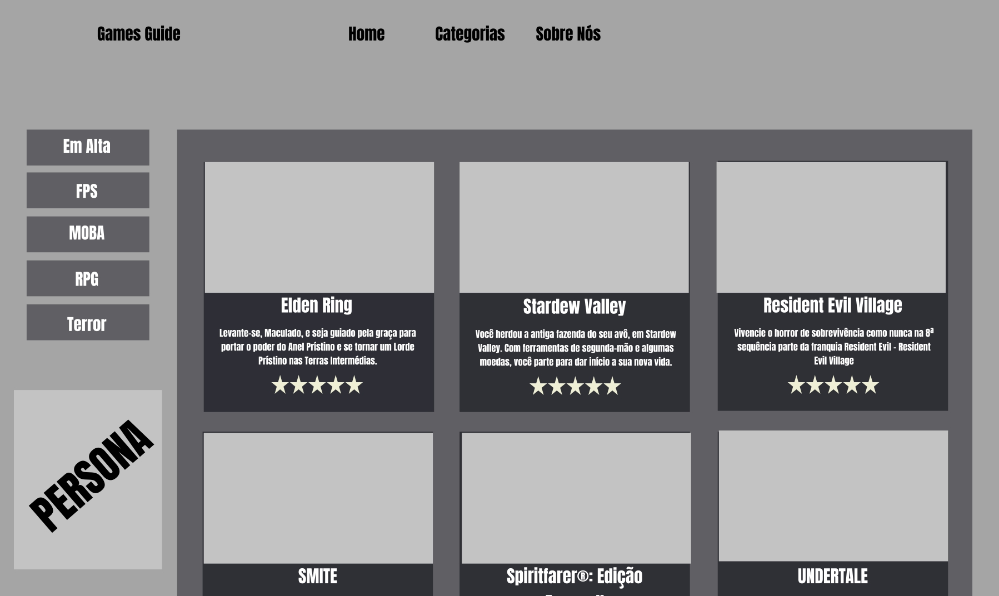 Games Guide
Home
Categorias
Sobre Nós
Em Alta
FPS
MOBA
RPG
Terror
PERSONA
Elden Ring
Levante-se, Maculado, e seja guiado pela graça para
portar o poder do Anel Prístino e se tornar um Lorde
Prístino nas Terras Intermédias.
Stardew Valley
Você herdou a antiga fazenda do seu avô, em Stardew
Valley. Com ferramentas de segunda-mão e algumas
moedas, você parte para dar início a sua nova vida.
Resident Evil Village
Vivencie o horror de sobrevivência como nunca na 8ª
sequência parte da franquia Resident Evil - Resident
Evil Village
SMITE
Spiritfarer®: Edição
UNDERTALE